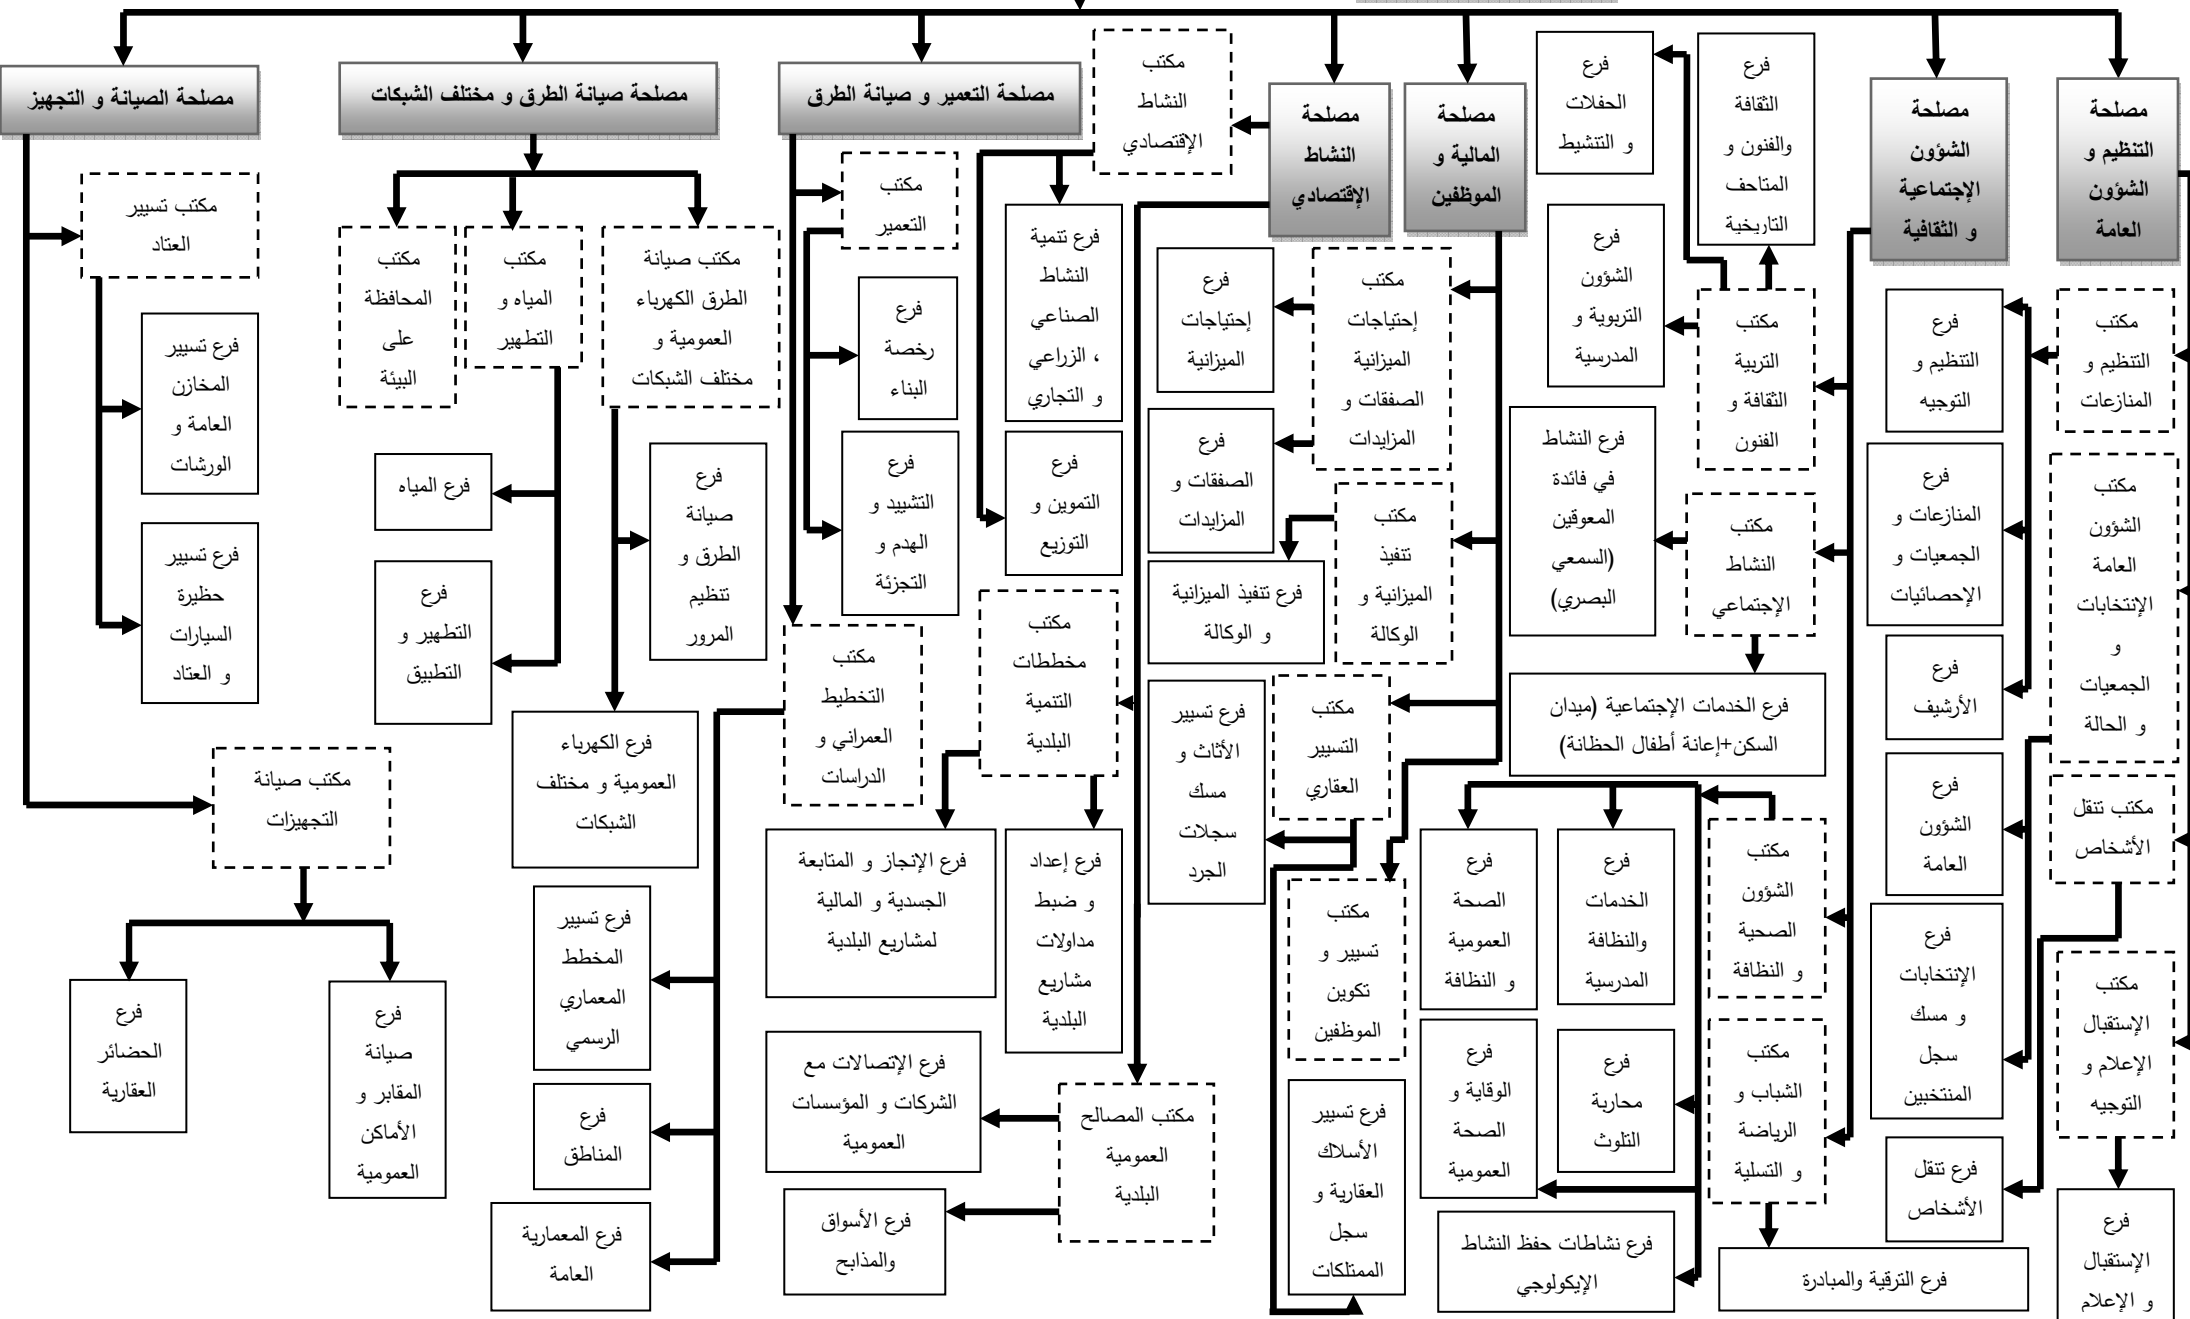 مصلحة
التنظيم و
الشؤون
العامة
مصلحة
الشؤون
الإجتماعية
و الثقافية
مصلحة
المالية و
الموظفين
مصلحة
النشاط
الإقتصادي
مصلحة التعمير و صيانة الطرق
مصلحة صيانة الطرق و مختلف الشبكات
مصلحة الصيانة و التجهيز
مكتب
التنظيم و
المنازعات
فرع
التنظيم و
التوجيه
فرع
المنازعات و
الجمعيات و
الإحصائيات
فرع
الأرشيف
مكتب
الشؤون
العامة
الإنتخابات
و
الجمعيات
و الحالة
فرع
الشؤون
العامة
فرع
الإنتخابات
و مسك
سجل
المنتخبين
مكتب تنقل
الأشخاص
فرع تنقل
الأشخاص
مكتب
الإستقبال
الإعلام و
التوجيه
فرع
الإستقبال
و الإعلام
فرع
الثقافة
والفنون و
المتاحف
التاريخية
فرع
الحفلات
و التنشيط
فرع
الشؤون
التربوية و
المدرسية
مكتب
التربية
الثقافة و
الفنون
مكتب
النشاط
الإجتماعي
فرع النشاط
في فائدة
المعوقين
(السمعي
البصري)
فرع الخدمات الإجتماعية (ميدان
السكن+إعانة أطفال الحظانة)
مكتب
الشؤون
الصحية
و النظافة
فرع
الخدمات
والنظافة
المدرسية
فرع
الصحة
العمومية
و النظافة
فرع
محاربة
التلوث
فرع
الوقاية و
الصحة
العمومية
فرع نشاطات حفظ النشاط
الإيكولوجي
مكتب
الشباب و
الرياضة
و التسلية
فرع الترقية والمبادرة
مكتب
إحتياجات
الميزانية
الصفقات و
المزايدات
فرع
إحتياجات
الميزانية
فرع
الصفقات و
المزايدات
مكتب
تنفيذ
الميزانية و
الوكالة
فرع تنفيذ الميزانية
و الوكالة
مكتب
التسيير
العقاري
فرع تسيير
الأثاث و
مسك
سجلات
الجرد
مكتب
تسيير و
تكوين
الموظفين
فرع تسيير
الأسلاك
العقارية و
سجل
الممتلكات
مكتب
النشاط
الإقتصادي
فرع تنمية
النشاط
الصناعي
، الزراعي
و التجاري
فرع
التموين و
التوزيع
مكتب
مخططات
التنمية
البلدية
فرع إعداد
و ضبط
مداولات
مشاريع
البلدية
فرع الإنجاز و المتابعة
الجسدية و المالية
لمشاريع البلدية
مكتب المصالح
العمومية
البلدية
فرع الإتصالات مع
الشركات و المؤسسات
العمومية
فرع الأسواق
والمذابح
مكتب
التعمير
فرع
رخصة
البناء
فرع
التشييد و
الهدم و
التجزئة
مكتب
التخطيط
العمراني و
الدراسات
فرع تسيير
المخطط
المعماري
الرسمي
فرع
المناطق
فرع المعمارية
العامة
مكتب صيانة
الطرق الكهرباء
العمومية و
مختلف الشبكات
مكتب
المياه و
التطهير
مكتب
المحافظة
على
البيئة
فرع
صيانة
الطرق و
تنظيم
المرور
فرع الكهرباء
العمومية و مختلف
الشبكات
فرع المياه
فرع
التطهير و
التطبيق
مكتب تسيير
العتاد
فرع تسيير
المخازن
العامة و
الورشات
فرع تسيير
حظيرة
السيارات
و العتاد
مكتب صيانة
التجهيزات
فرع
صيانة
المقابر و
الأماكن
العمومية
فرع
الحضائر
العقارية